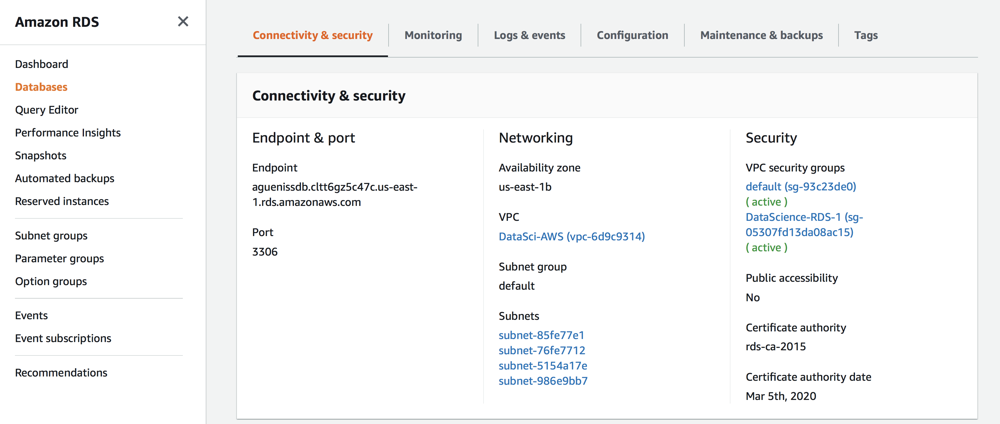 Amazon RDS
Dashboard
Databases
Query Editor
Performance Insights
Snapshots
Automated backups
Reserved instances
Subnet groups
Parameter groups
Option groups
Events
Event subscriptions
Recommendations
Connectivity & security
Monitoring
Logs & events
Configuration
Maintenance & backups
Tags
Connectivity & security
Endpoint & port
Endpoint
aguenissdb.cltt6gz5c47c.us-east-
1.rds.amazonaws.com
Port
3306
Networking
Availability zone
us-east-1b
VPC
DataSci-AWS (vpc-6d9c9314)
Subnet group
default
Subnets
subnet-85fe77e1
subnet-76fe7712
subnet-5154a17e
subnet-986e9bb7
Security
VPC security groups
default (sg-93c23de0)
( active )
DataScience-RDS-1 (sg-
05307fd13da08ac15)
( active )
Public accessibility
No
Certificate authority
rds-ca-2015
Certificate authority date
Mar 5th, 2020